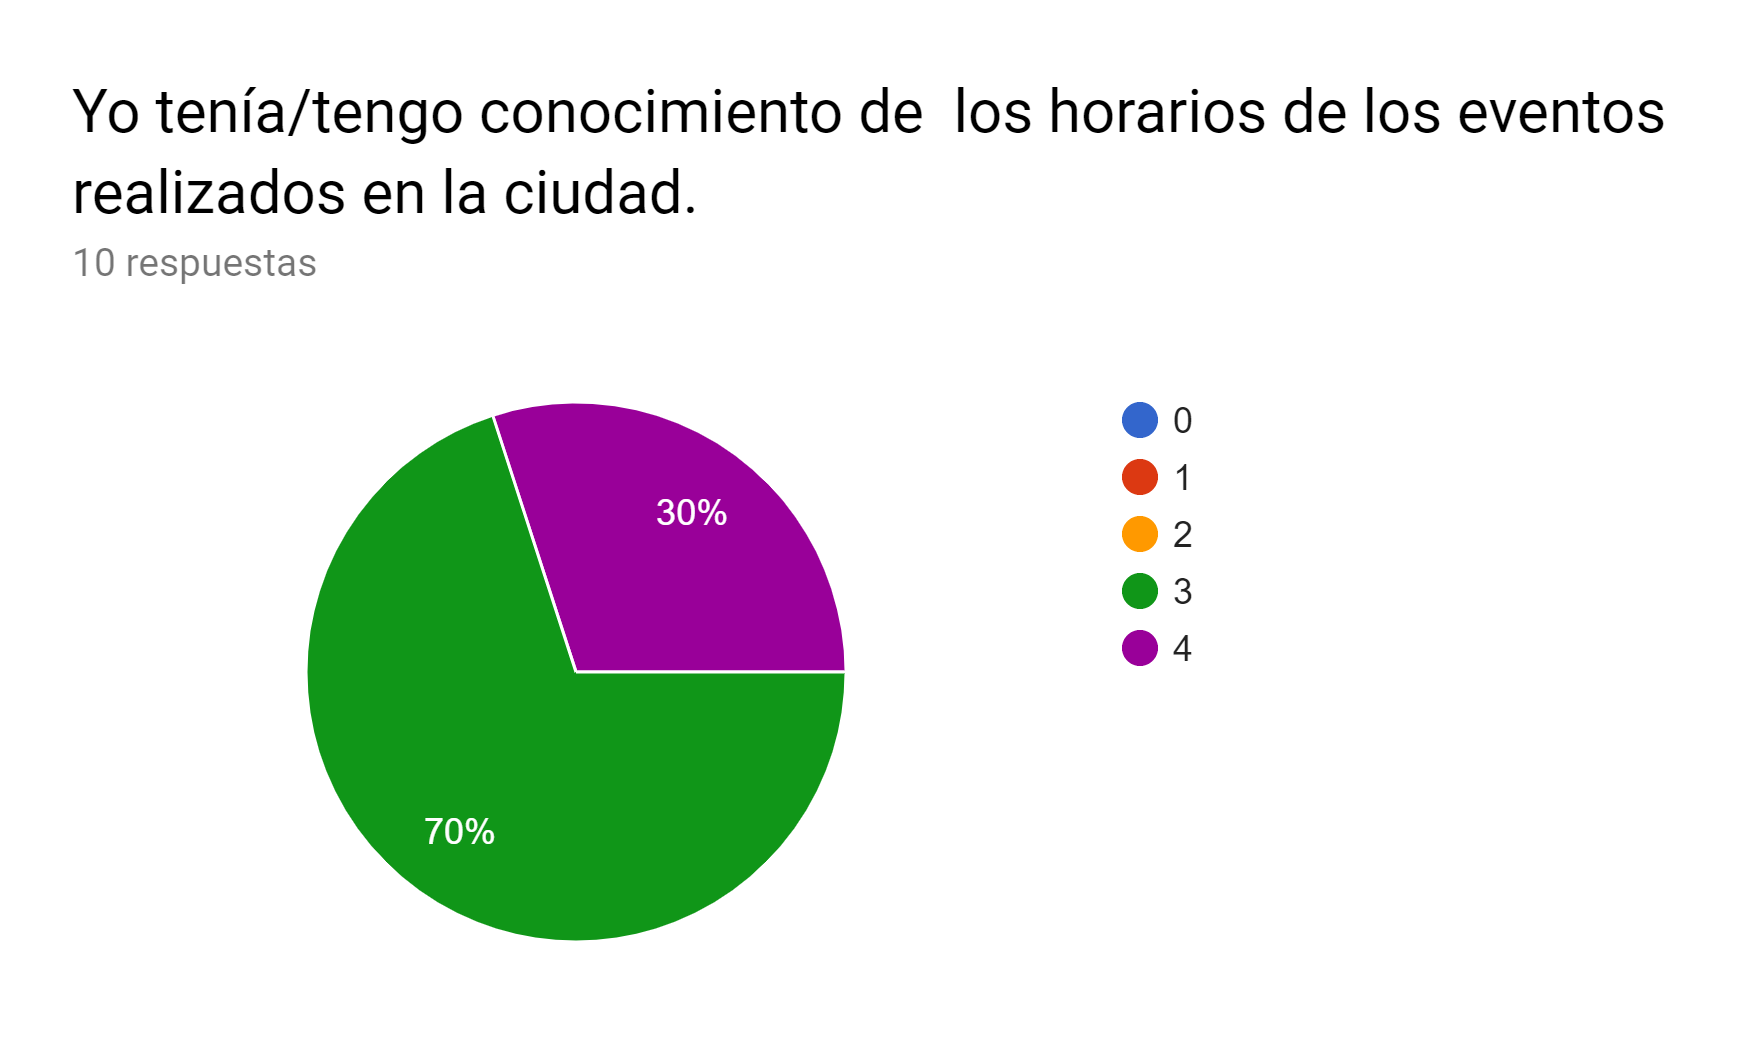 Yo tenía/tengo conocimiento de  los horarios de los eventos
realizados en la ciudad.
10 respuestas
30%
70%
0
1
2
3
4